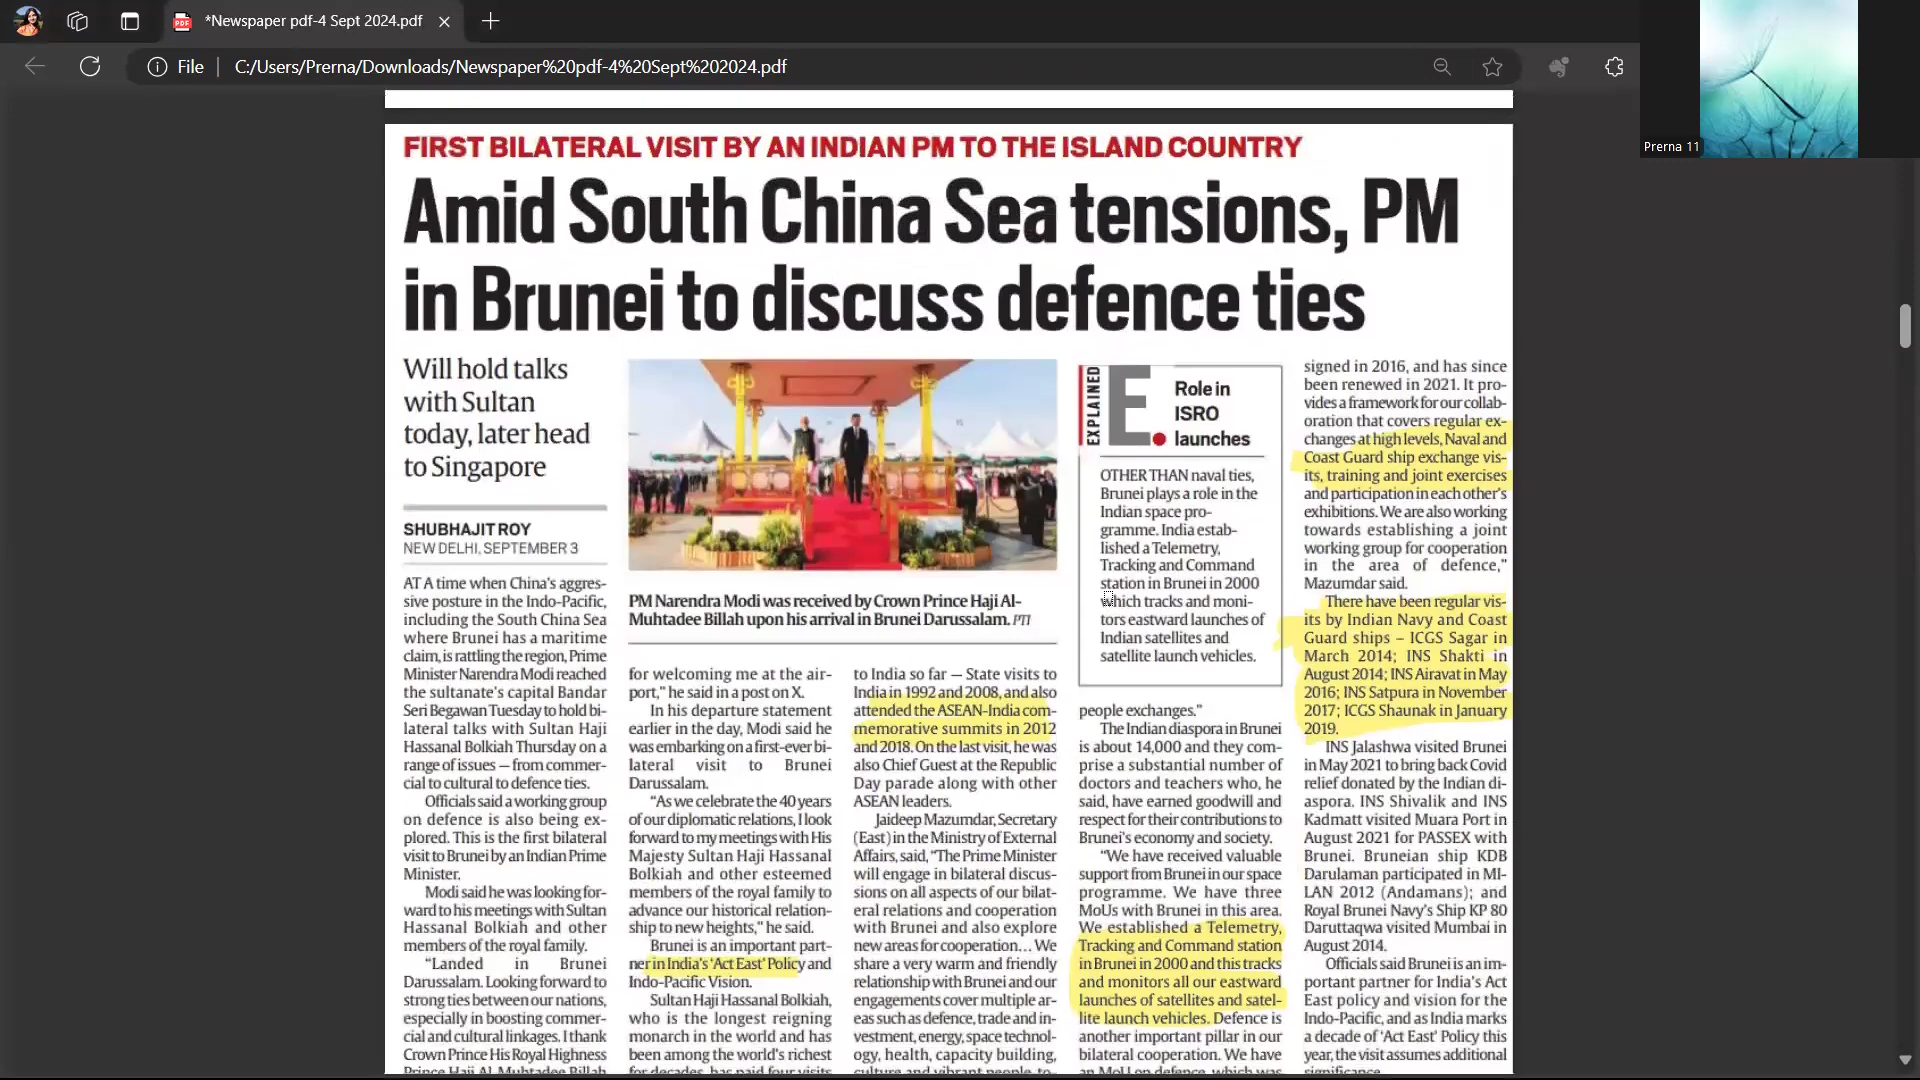 *Newspaper pdf-4 Sept 2024.pdf
File
C:/Users/Prerna/Downloads/Newspaper%20pdf-4%20Sept%202024.pdf
Prerna 11
FIRST BILATERAL VISIT BY AN INDIAN PM TO THE ISLAND COUNTRY
Amid South China Sea tensions, PM
in Brunei to discuss defence ties
Will hold talks
with Sultan
today, later head
to Singapore
SHUBHAJIT ROY
NEW DELHI, SEPTEMBER 3
AT A time when China's aggres-
sive posture in the Indo-Pacific,
including the South China Sea
where Brunei has a maritime
claim, is rattling the region, Prime
Minister Narendra Modi reached
the sultanate's capital Bandar
Seri Begawan Tuesday to hold bi-
lateral talks with Sultan Haji
Hassanal Bolkiah Thursday on a
range of issues — from commer-
cial to cultural to defence ties.
Officials said a working group
on defence is also being ex-
plored. This is the first bilateral
visit to Brunei by an Indian Prime
Minister.
Modi said he was looking for-
ward to his meetings with Sultan
Hassanal Bolkiah and other
members of the royal family.
“Landed in Brunei
Darussalam. Looking forward to
strong ties between our nations,
especially in boosting commer-
cial and cultural linkages. I thank
Crown Prince His Royal Highness
Prince Haji Al-Muhtadee Billah
PM Narendra Modi was received by Crown Prince Haji Al-
Muhtadee Billah upon his arrival in Brunei Darussalam. PTI
for welcoming me at the air-
port,” he said in a post on X.
In his departure statement
earlier in the day, Modi said he
was embarking on a first-ever bi-
lateral visit to Brunei
Darussalam.
“As we celebrate the 40 years
of our diplomatic relations, I look
forward to my meetings with His
Majesty Sultan Haji Hassanal
Bolkiah and other esteemed
members of the royal family to
advance our historical relation-
ship to new heights,” he said.
Brunei is an important part-
ner in India's ‘Act East’ Policy and
Indo-Pacific Vision.
Sultan Haji Hassanal Bolkiah,
who is the longest reigning
monarch in the world and has
been among the world's richest
for decades, has paid four visits
to India so far — State visits to
India in 1992 and 2008, and also
attended the ASEAN-India com-
memorative summits in 2012
and 2018. On the last visit, he was
also Chief Guest at the Republic
Day parade along with other
ASEAN leaders.
Jaideep Mazumdar, Secretary
(East) in the Ministry of External
Affairs, said, “The Prime Minister
will engage in bilateral discus-
sions on all aspects of our bilat-
eral relations and cooperation
with Brunei and also explore
new areas for cooperation… We
share a very warm and friendly
relationship with Brunei and our
engagements cover multiple ar-
eas such as defence, trade and in-
vestment, energy, space technol-
ogy, health, capacity building,
culture and vibrant people-to-
EXPLAINED
E.
Role in
ISRO
launches
OTHER THAN naval ties,
Brunei plays a role in the
Indian space pro-
gramme. India estab-
lished a Telemetry,
Tracking and Command
station in Brunei in 2000
which tracks and moni-
tors eastward launches of
Indian satellites and
satellite launch vehicles.
people exchanges.”
The Indian diaspora in Brunei
is about 14,000 and they com-
prise a substantial number of
doctors and teachers who, he
said, have earned goodwill and
respect for their contributions to
Brunei's economy and society.
“We have received valuable
support from Brunei in our space
programme. We have three
MoUs with Brunei in this area.
We established a Telemetry,
Tracking and Command station
in Brunei in 2000 and this tracks
and monitors all our eastward
launches of satellites and satel-
lite launch vehicles. Defence is
another important pillar in our
bilateral cooperation. We have
an MoU on defence, which was
signed in 2016, and has since
been renewed in 2021. It pro-
vides a framework for our collab-
oration that covers regular ex-
changes at high levels, Naval and
Coast Guard ship exchange vis-
its, training and joint exercises
and participation in each other's
exhibitions. We are also working
towards establishing a joint
working group for cooperation
in the area of defence,”
Mazumdar said.
There have been regular vis-
its by Indian Navy and Coast
Guard ships – ICGS Sagar in
March 2014; INS Shakti in
August 2014; INS Airavat in May
2016; INS Satpura in November
2017; ICGS Shaunak in January
2019.
INS Jalashwa visited Brunei
in May 2021 to bring back Covid
relief donated by the Indian di-
aspora. INS Shivalik and INS
Kadmatt visited Muara Port in
August 2021 for PASSEX with
Brunei. Bruneian ship KDB
Darulaman participated in MI-
LAN 2012 (Andamans); and
Royal Brunei Navy's Ship KP 80
Daruttaqwa visited Mumbai in
August 2014.
Officials said Brunei is an im-
portant partner for India's Act
East policy and vision for the
Indo-Pacific, and as India marks
a decade of ‘Act East’ Policy this
year, the visit assumes additional
significance.